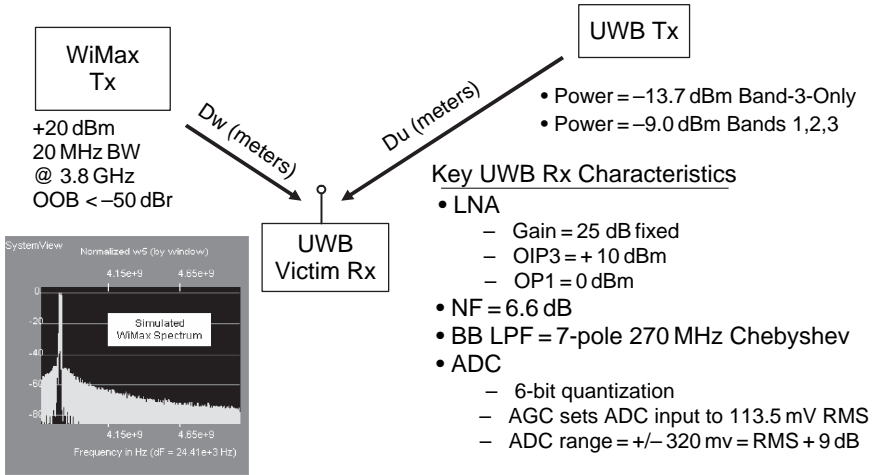 WiMax
Tx
+20 dBm
20 MHz BW
@ 3.8 GHz
OOB < –50 dBr
Dw (meters)
Du (meters)
UWB Tx
• Power = –13.7 dBm Band-3-Only
• Power = –9.0 dBm Bands 1,2,3
UWB
Victim Rx
Key UWB Rx Characteristics
• LNA
– Gain = 25 dB fixed
– OIP3 = + 10 dBm
– OP1 = 0 dBm
• NF = 6.6 dB
• BB LPF = 7-pole 270 MHz Chebyshev
• ADC
– 6-bit quantization
– AGC sets ADC input to 113.5 mV RMS
– ADC range = +/– 320 mv = RMS + 9 dB
SystemView
Normalized w5 (by window)
4.15e+9 4.65e+9
0
-20
-40
-60
-80
Simulated
WiMax Spectrum
4.15e+9 4.65e+9
Frequency in Hz (dF = 24.41e+3 Hz)